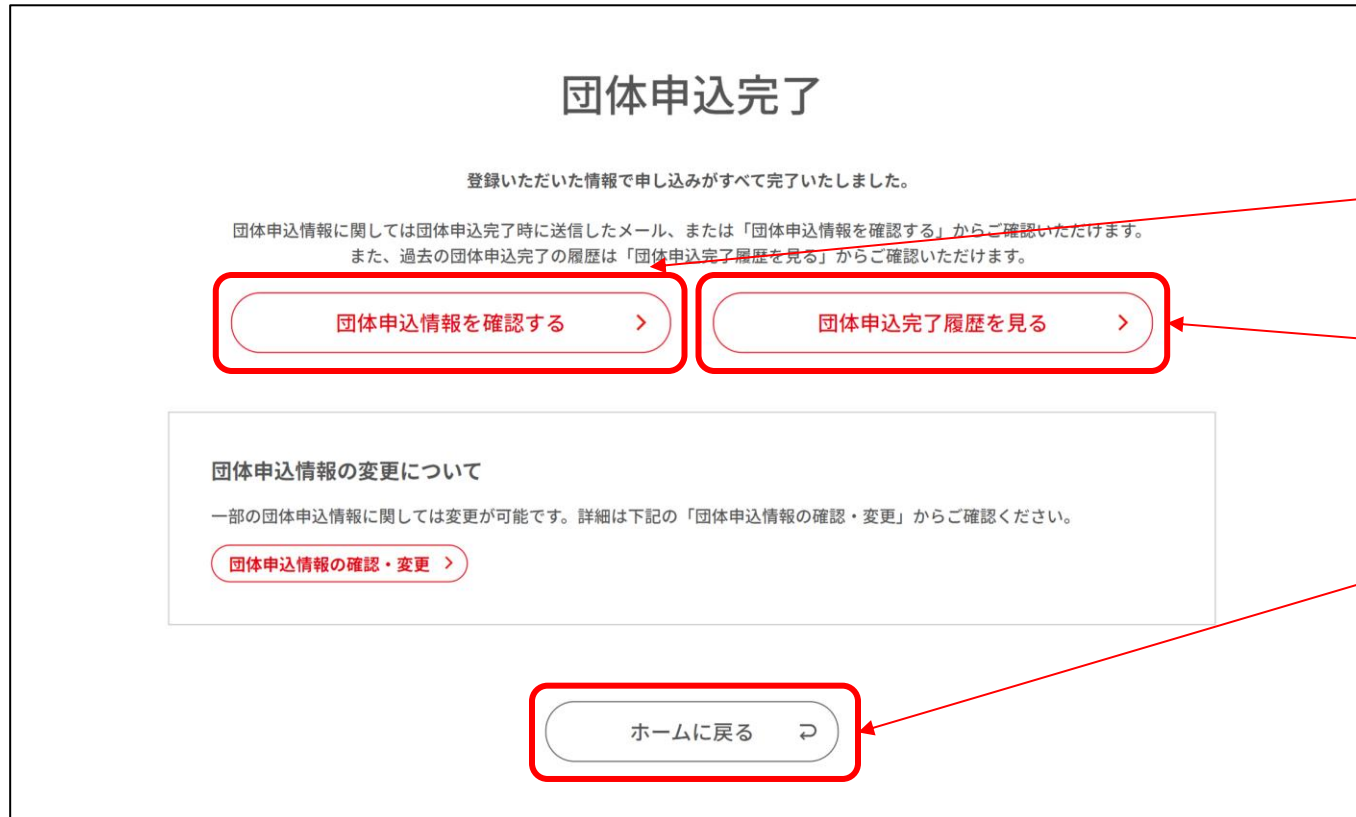 団体申込完了
登録いただいた情報で申し込みがすべて完了いたしました。
団体申込情報に関しては団体申込完了時に送信したメール、または「団体申込情報を確認する」からご確認いただけます。
また、過去の団体申込完了の履歴は「団体申込完了履歴を見る」からご確認いただけます。
団体申込情報を確認する
団体申込完了履歴を見る
団体申込情報の変更について
一部の団体申込情報に関しては変更が可能です。詳細は下記の「団体申込情報の確認・変更」からご確認ください。
団体申込情報の確認・変更
ホームに戻る